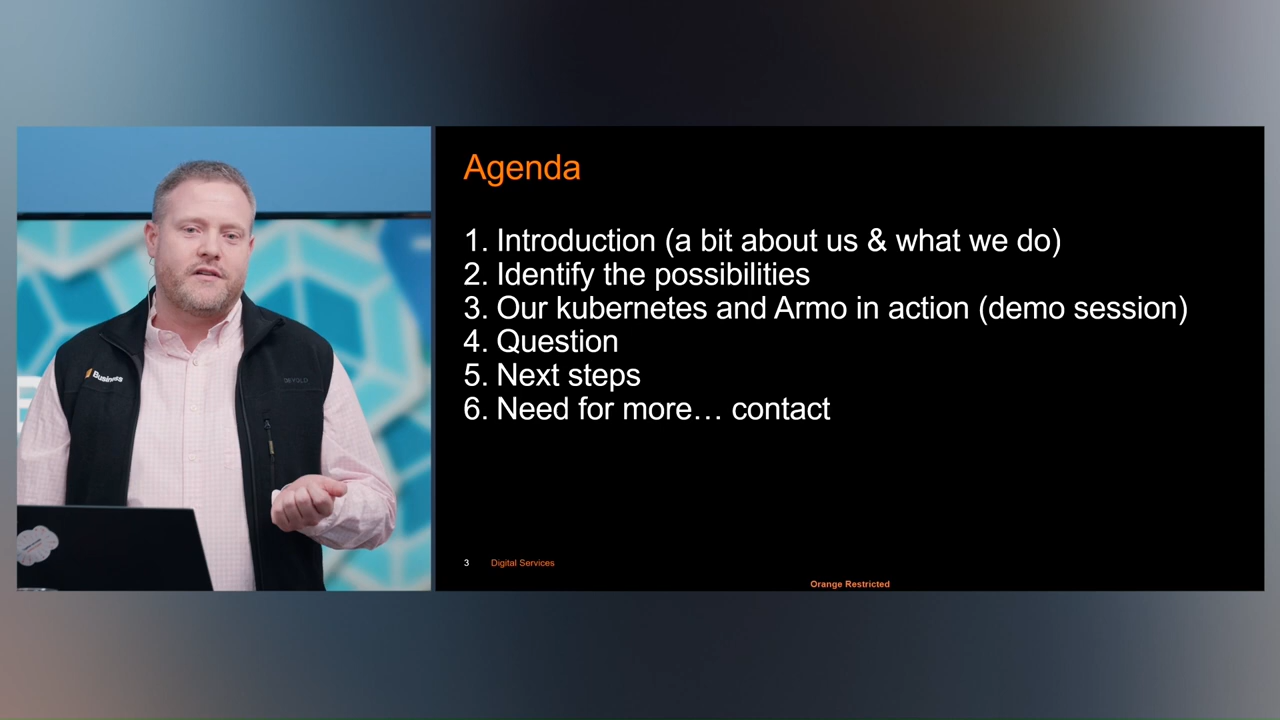 Agenda
1. Introduction (a bit about us & what we do)
2. Identify the possibilities
3. Our kubernetes and Armo in action (demo session)
4. Question
5. Next steps
6. Need for more… contact
3 Digital Services
Orange Restricted
Business